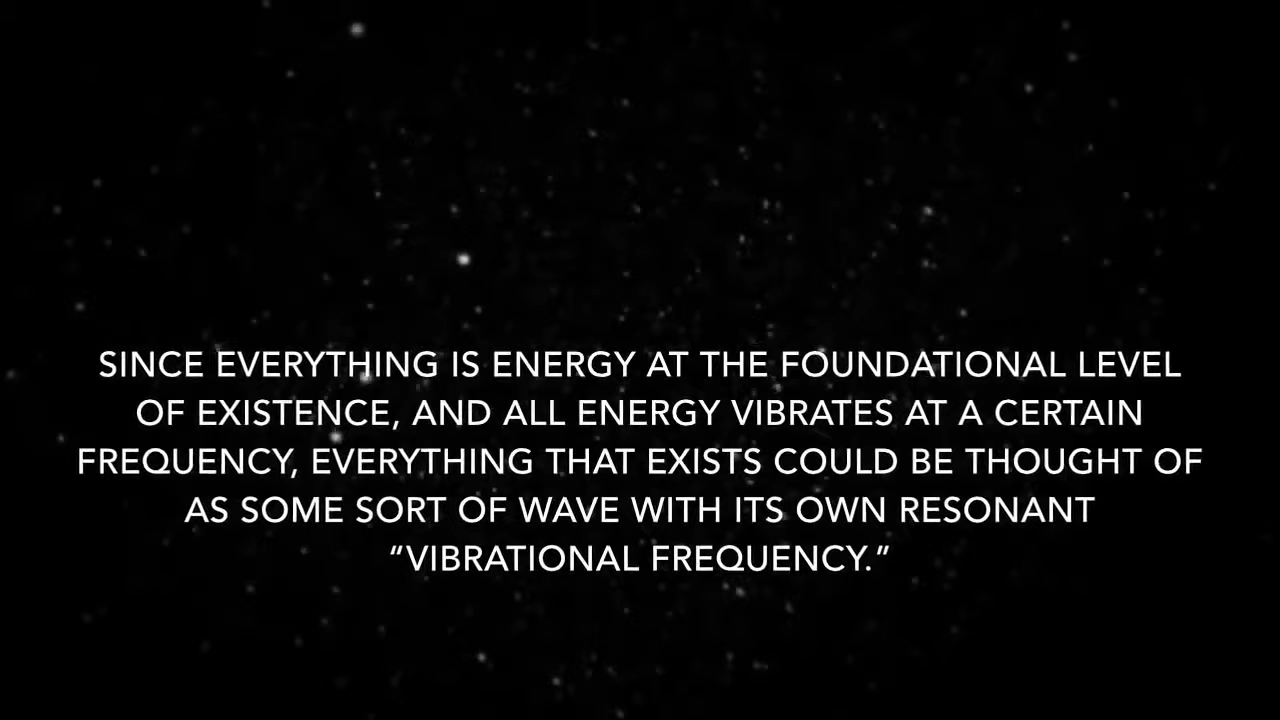 SINCE EVERYTHING IS ENERGY AT THE FOUNDATIONAL LEVEL
OF EXISTENCE, AND ALL ENERGY VIBRATES AT A CERTAIN
FREQUENCY, EVERYTHING THAT EXISTS COULD BE THOUGHT OF
AS SOME SORT OF WAVE WITH ITS OWN RESONANT
“VIBRATIONAL FREQUENCY.”